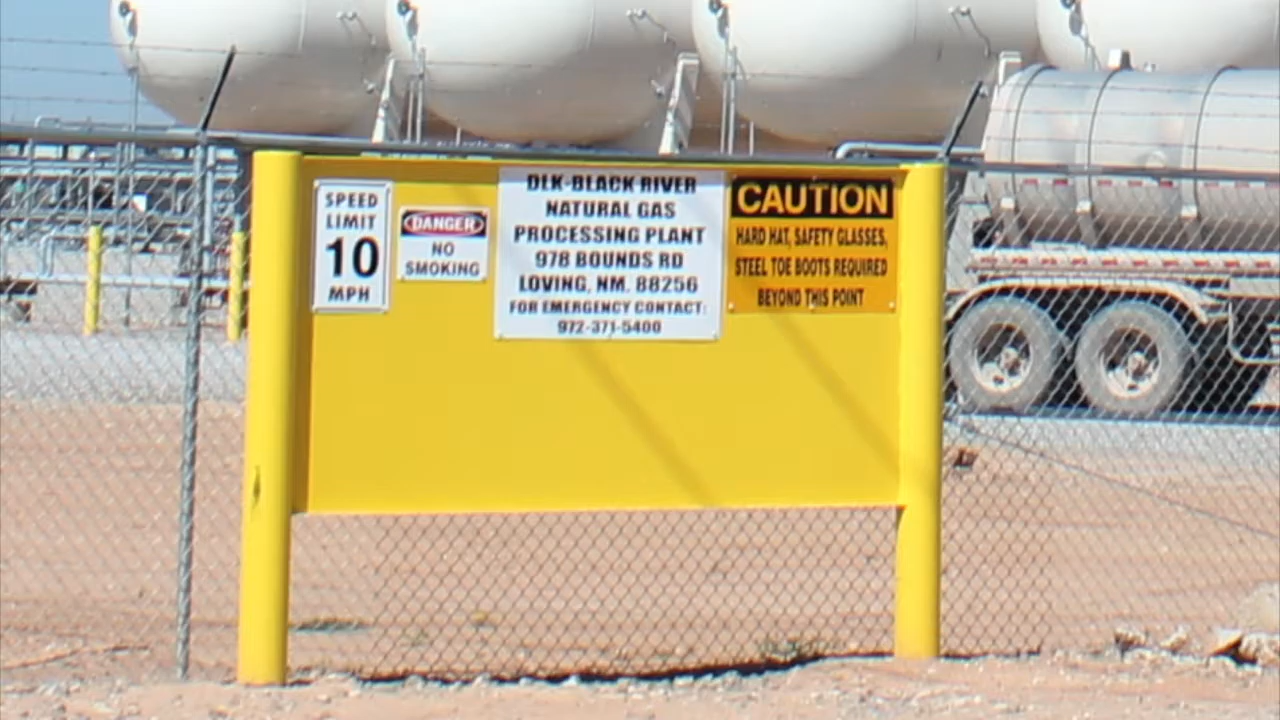 SPEED
LIMIT
10
MPH
DANGER
NO
SMOKING
DLK-BLACK RIVER
NATURAL GAS
PROCESSING PLANT
978 BOUNDS RD
LOVING, NM. 88256
FOR EMERGENCY CONTACT:
972-371-5400
CAUTION
HARD HAT, SAFETY GLASSES,
STEEL TOE BOOTS REQUIRED
BEYOND THIS POINT